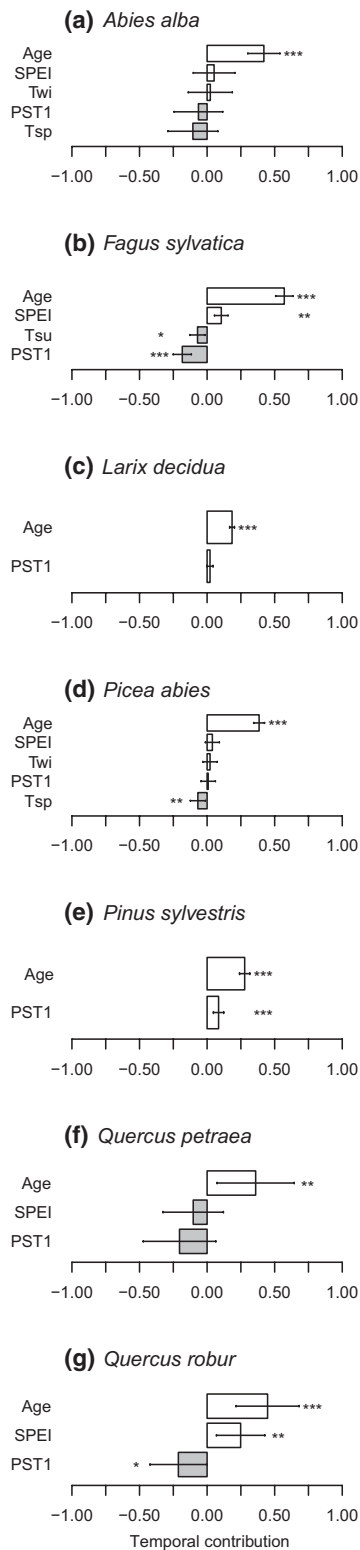 (a) Abies alba
Age ***
SPEI
Twi
PST1
Tsp
−1.00 −0.50 0.00 0.50 1.00
(b) Fagus sylvatica
Age ***
SPEI **
Tsu *
PST1 ***
−1.00 −0.50 0.00 0.50 1.00
(c) Larix decidua
Age ***
PST1
−1.00 −0.50 0.00 0.50 1.00
(d) Picea abies
Age ***
SPEI
Twi
PST1
Tsp **
−1.00 −0.50 0.00 0.50 1.00
(e) Pinus sylvestris
Age ***
PST1 ***
−1.00 −0.50 0.00 0.50 1.00
(f) Quercus petraea
Age **
SPEI
PST1
−1.00 −0.50 0.00 0.50 1.00
(g) Quercus robur
Age ***
SPEI **
PST1 *
−1.00 −0.50 0.00 0.50 1.00
Temporal contribution